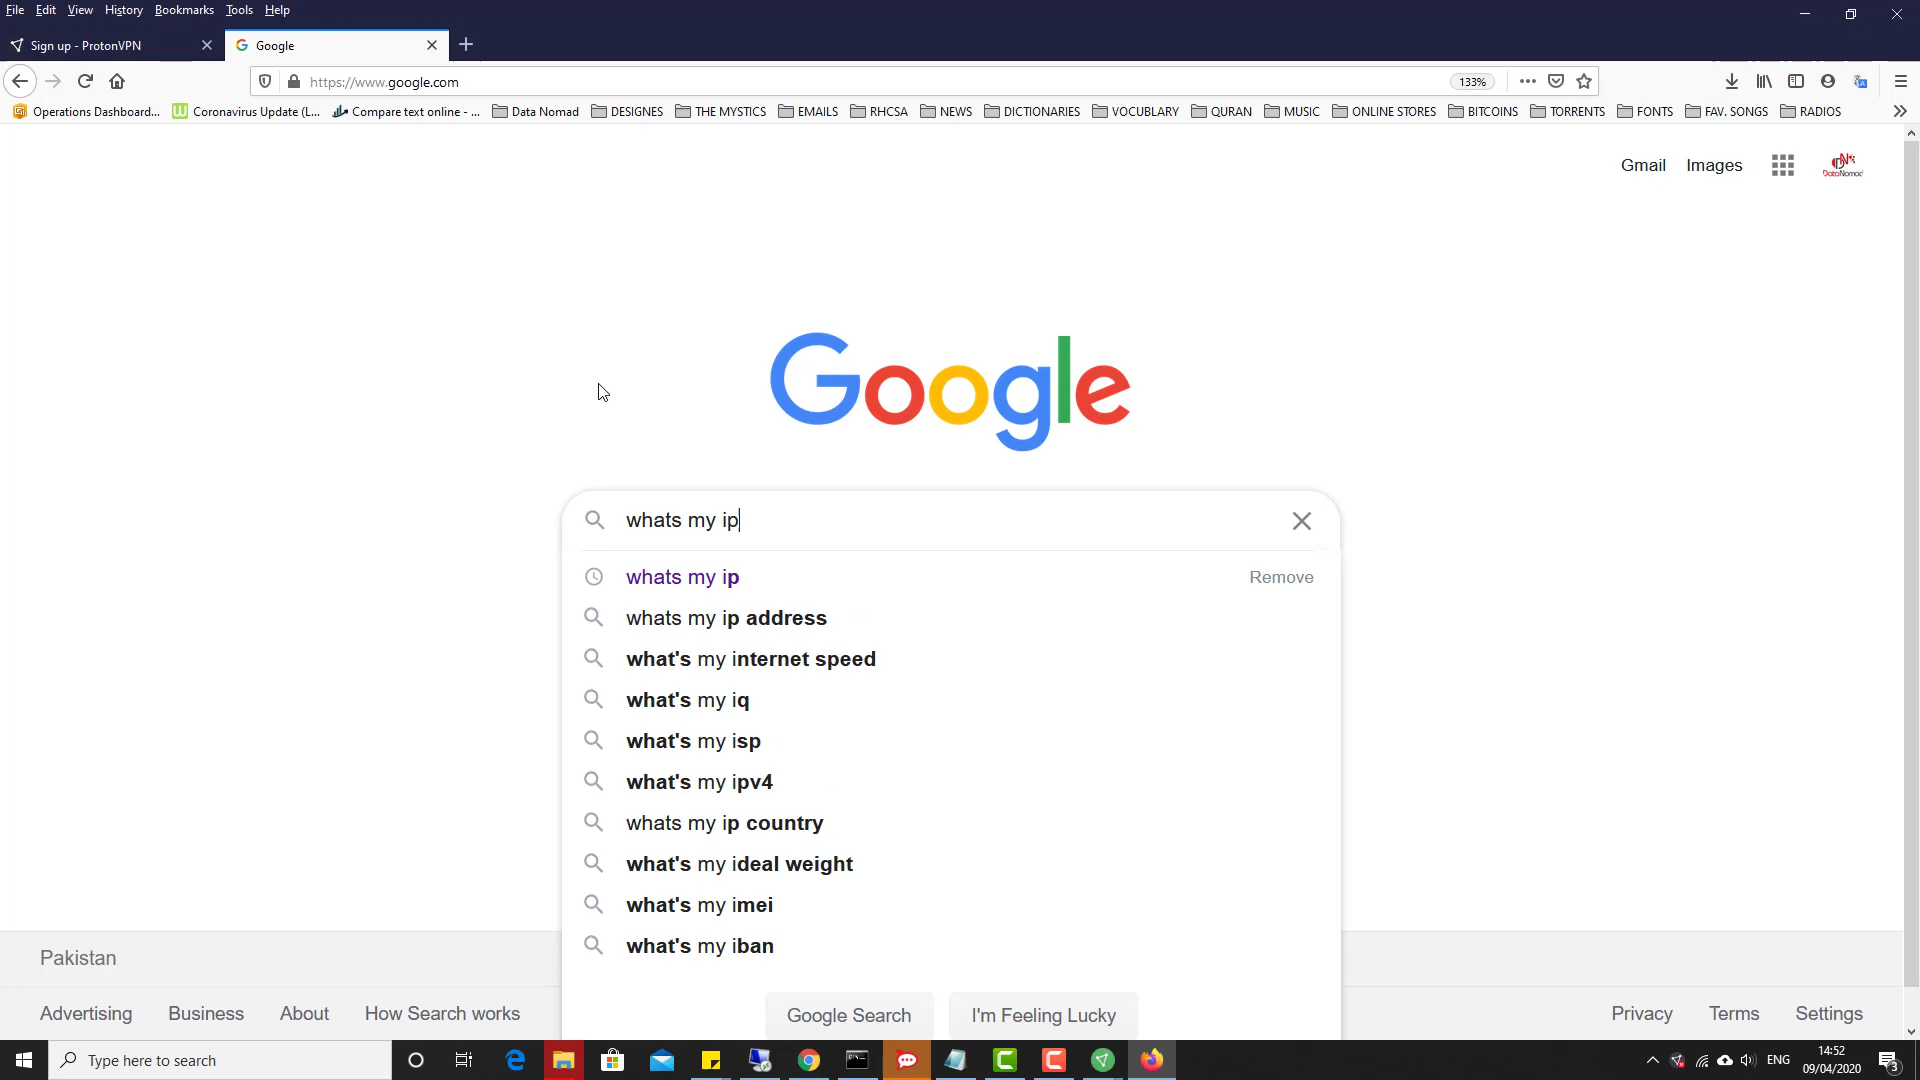 File Edit View History Bookmarks Tools Help
Sign up - ProtonVPN
Google
https://www.google.com
133%
Operations Dashboard...
Coronavirus Update (L...
Compare text online - ...
Data Nomad
DESIGNES
THE MYSTICS
EMAILS
RHCSA
NEWS
DICTIONARIES
VOCUBLARY
QURAN
MUSIC
ONLINE STORES
BITCOINS
TORRENTS
FONTS
FAV. SONGS
RADIOS
Gmail Images
DataNomad
Google
whats my ip
whats my ip Remove
whats my ip address
what's my internet speed
what's my iq
what's my isp
what's my ipv4
whats my ip country
what's my ideal weight
what's my imei
what's my iban
Google Search I'm Feeling Lucky
Pakistan
Advertising Business About How Search works
Privacy Terms Settings
Type here to search
ENG
14:52
09/04/2020
3